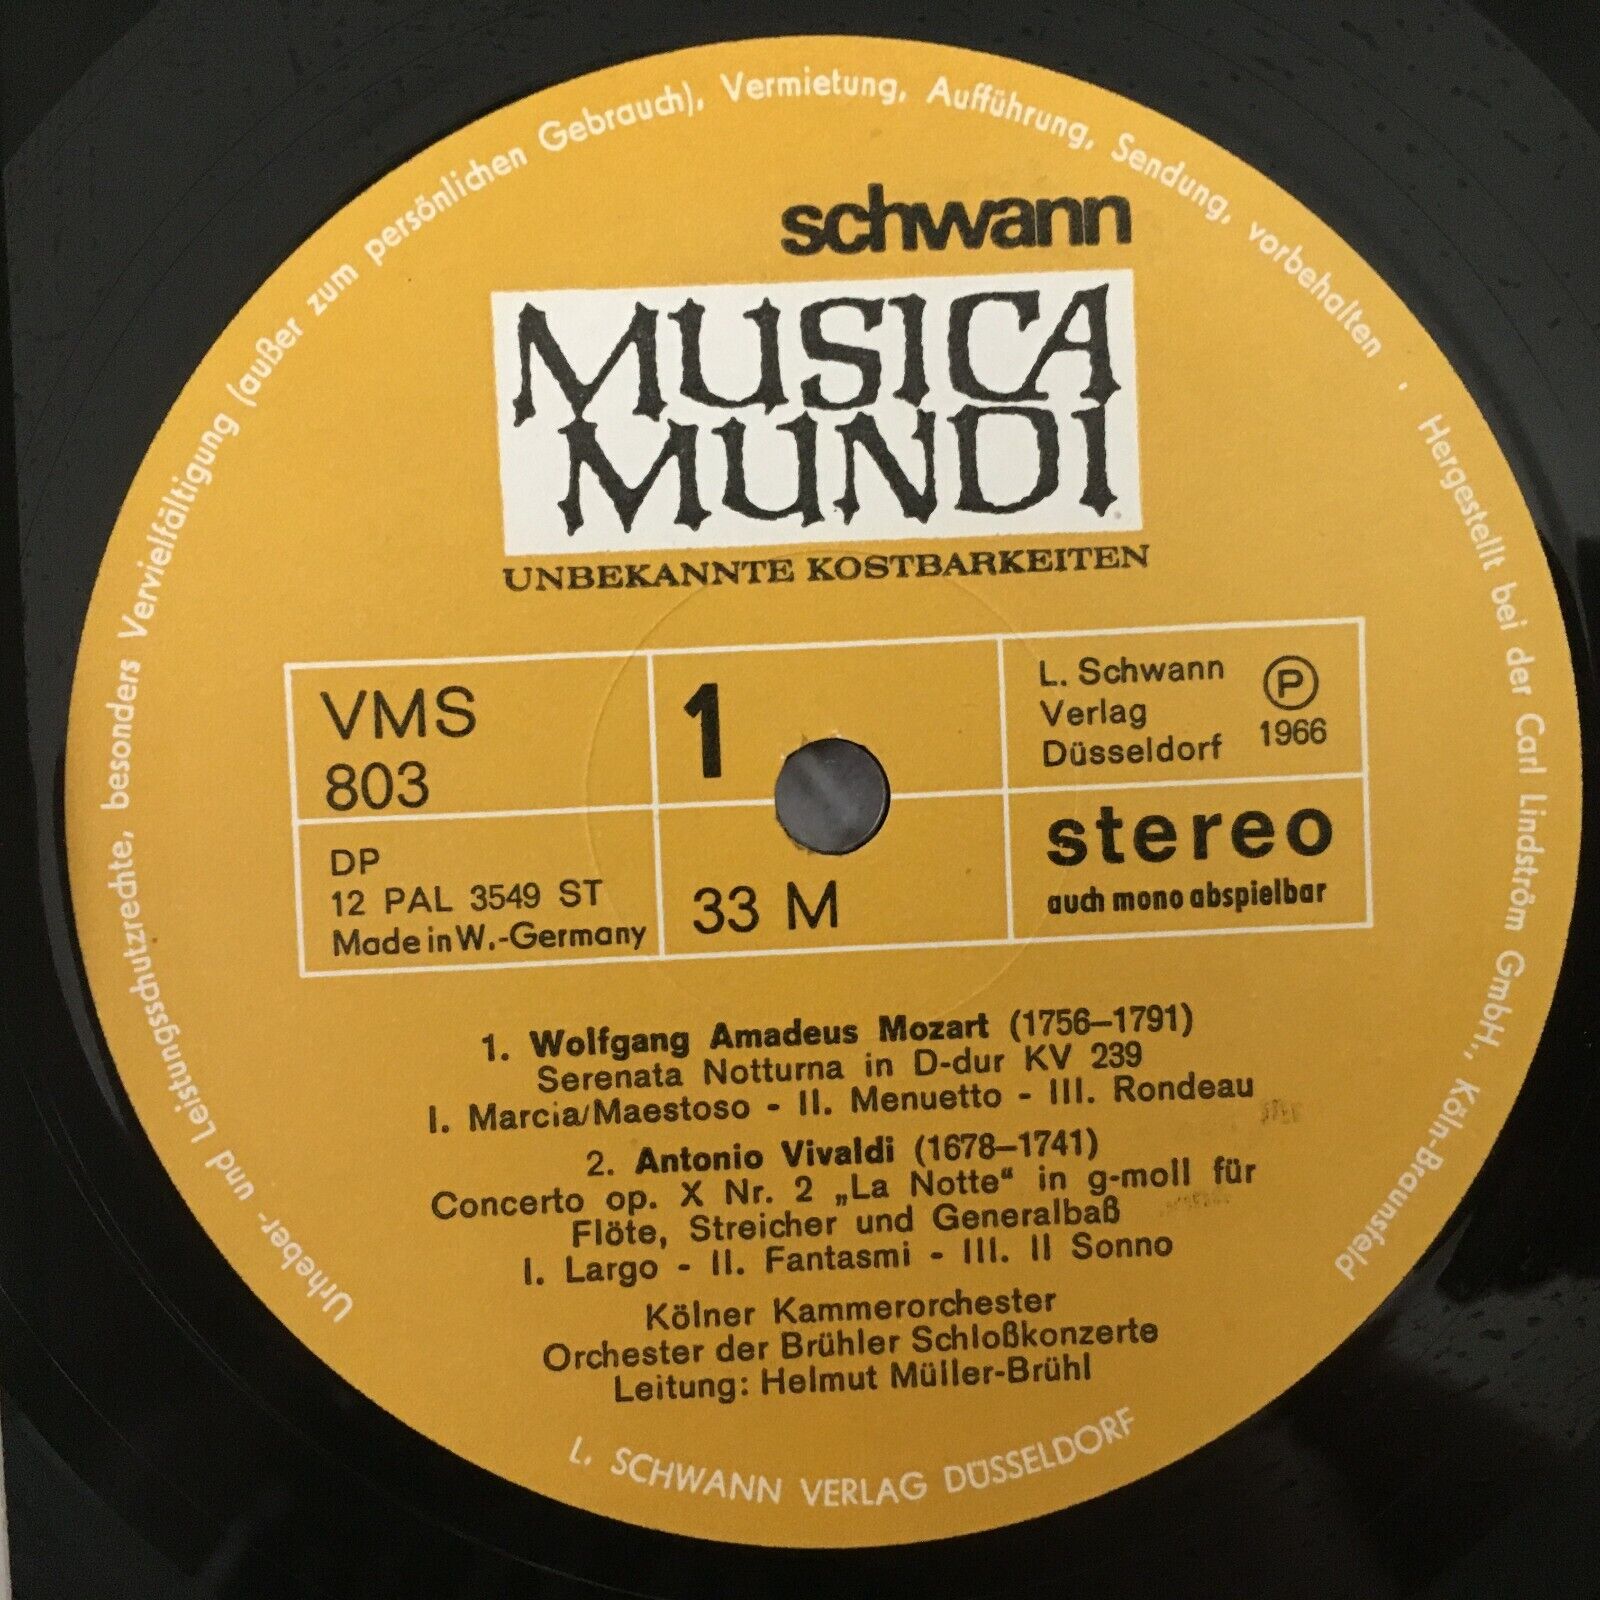 Urheber- und Leistungsschutzrechte, besonders Vervielfältigung (außer zum persönlichen Gebrauch), Vermietung, Aufführung, Sendung, vorbehalten . Hergestellt bei der Carl Lindström GmbH., Köln-Braunsfeld
schwann
MUSICA
MUNDI
UNBEKANNTE KOSTBARKEITEN
VMS
803
1
L. Schwann
Verlag
Düsseldorf
Ⓟ
1966
DP
12 PAL 3549 ST
Made in W.-Germany
33 M
stereo
auch mono abspielbar
1. Wolfgang Amadeus Mozart (1756–1791)
Serenata Notturna in D-dur KV 239
I. Marcia/Maestoso - II. Menuetto - III. Rondeau
2. Antonio Vivaldi (1678–1741)
Concerto op. X Nr. 2 „La Notte“ in g-moll für
Flöte, Streicher und Generalbaß
I. Largo - II. Fantasmi - III. Il Sonno
Kölner Kammerorchester
Orchester der Brühler Schloßkonzerte
Leitung: Helmut Müller-Brühl
L. SCHWANN VERLAG DÜSSELDORF